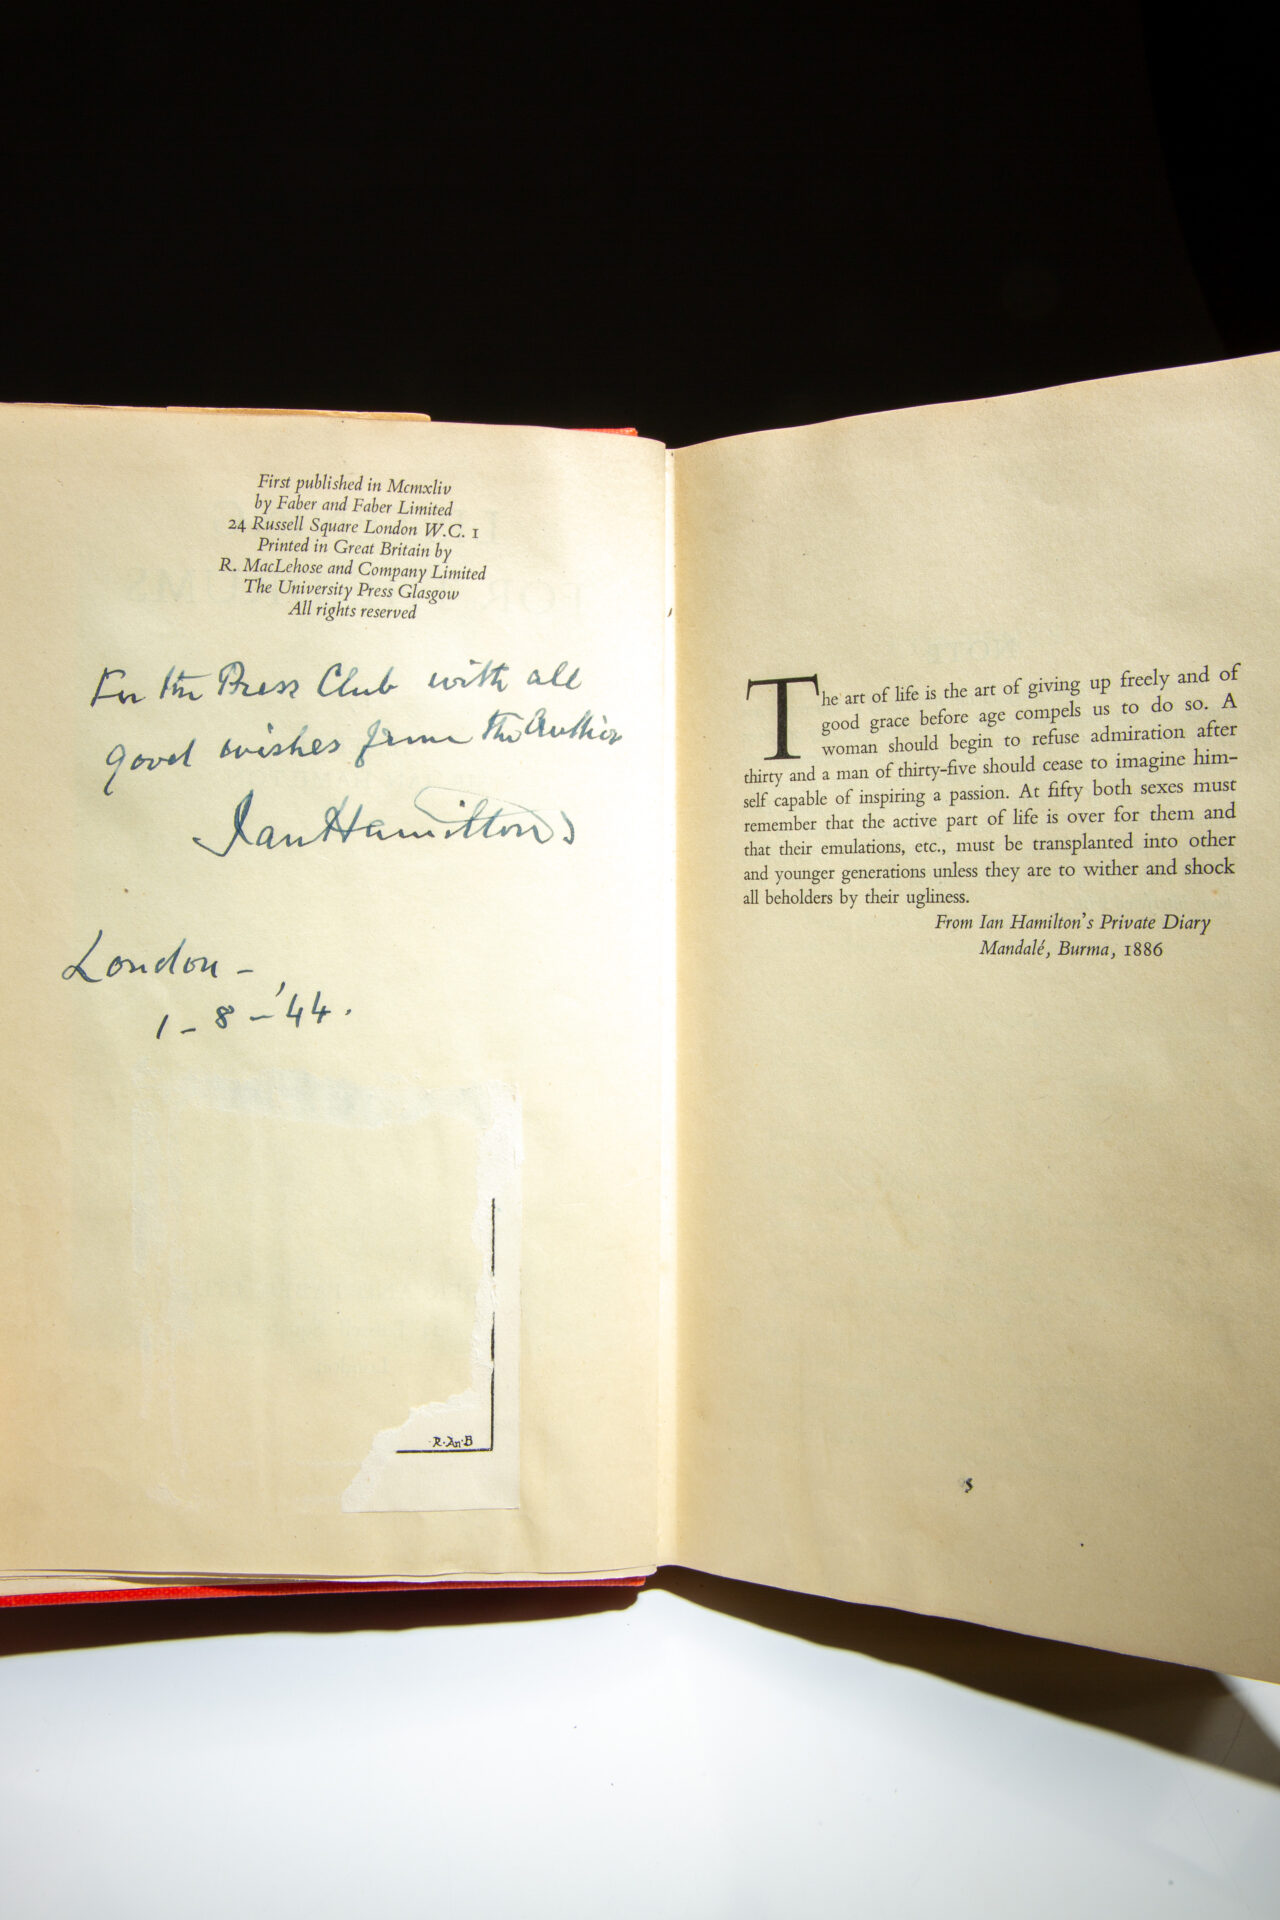 First published in Mcmxliv
by Faber and Faber Limited
24 Russell Square London W.C. 1
Printed in Great Britain by
R. MacLehose and Company Limited
The University Press Glasgow
All rights reserved
For the Press Club with all
good wishes from the Author
Ian Hamilton
London -
1 - 8 - '44.
R·An·B
The art of life is the art of giving up freely and of
good grace before age compels us to do so. A
woman should begin to refuse admiration after
thirty and a man of thirty-five should cease to imagine him-
self capable of inspiring a passion. At fifty both sexes must
remember that the active part of life is over for them and
that their emulations, etc., must be transplanted into other
and younger generations unless they are to wither and shock
all beholders by their ugliness.
From Ian Hamilton's Private Diary
Mandalé, Burma, 1886
5